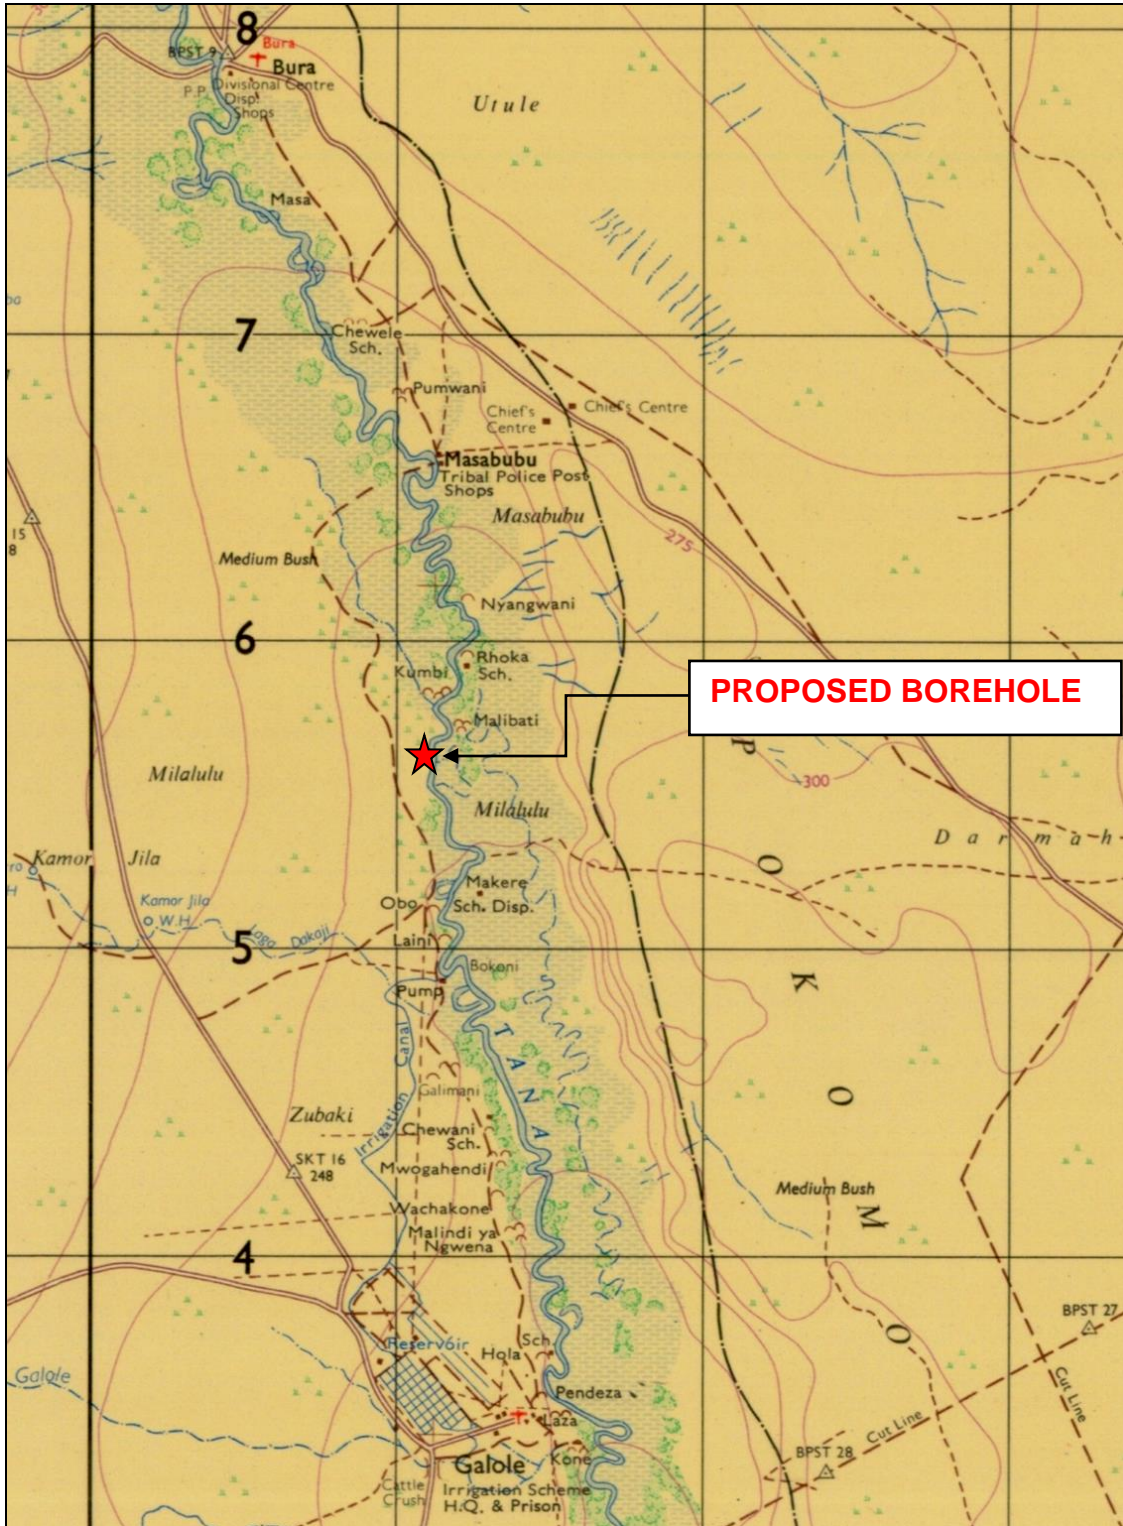 8
BPST 9
Bura
Bura
Divisional Centre
P.P.
Disp.
Shops
Utule
Masa
7
Chewele
Sch.
Pumwani
Chief's
Centre
Chief's Centre
Masabubu
Tribal Police Post
Shops
Masabubu
275
15
8
Medium Bush
Nyangwani
6
Rhoka
Sch.
Kumbi
PROPOSED BOREHOLE
Malibati
P
Milalulu
300
Milalulu
Darmah
O
Kamor Jila
Makere
Sch. Disp.
Kamor Jila
W.H.
Obo
Laga Dakaji
Laini
5
Bokoni
K
Pump
TANA
Canal
Galimani
O
Zubaki
Irrigation
Chewani
Sch.
SKT 16
248
Mwogahendi
Medium Bush
M
Wachakone
Malindi ya
Ngwena
4
BPST 27
O
Reservoir
Sch.
Hola
Galole
Pendeza
Cut Line
Laza
Cut Line
BPST 28
Kone
Galole
Cattle
Crush
Irrigation Scheme
H.Q. & Prison